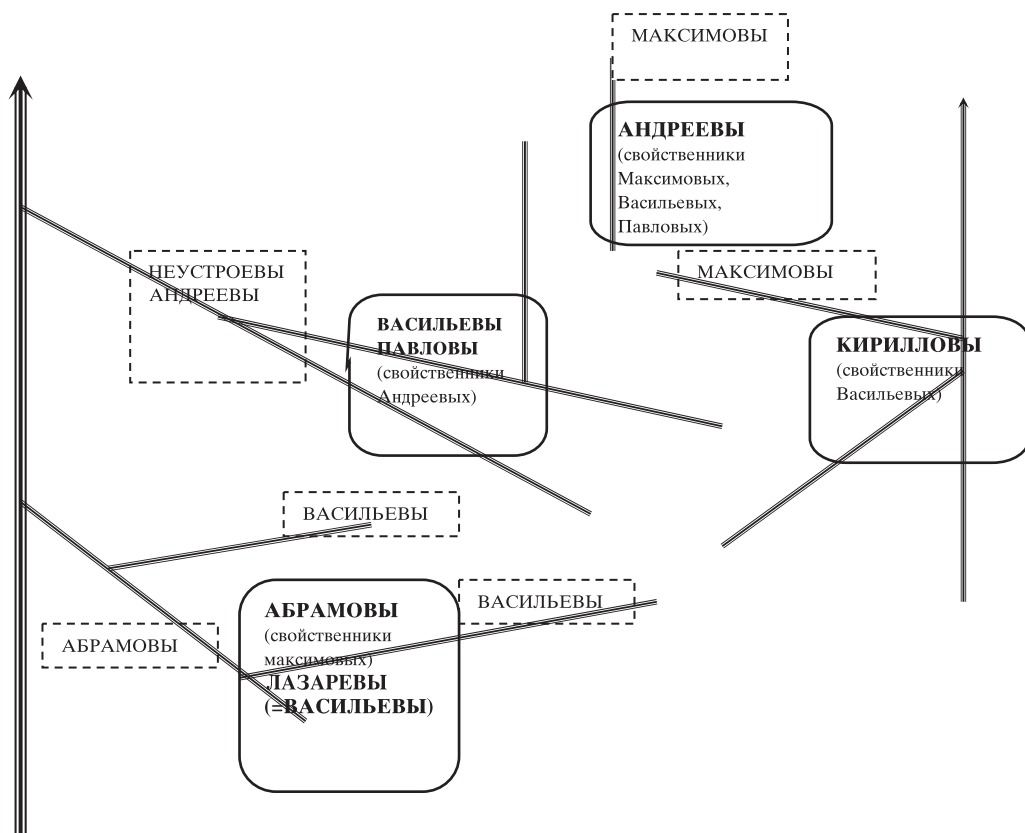 МАКСИМОВЫ
АНДРЕЕВЫ
(свойственники
Максимовых,
Васильевых,
Павловых)
НЕУСТРОЕВЫ
АНДРЕЕВЫ
МАКСИМОВЫ
ВАСИЛЬЕВЫ
ПАВЛОВЫ
(свойственники
Андреевых)
КИРИЛЛОВЫ
(свойственники
Васильевых)
ВАСИЛЬЕВЫ
АБРАМОВЫ
(свойственники
максимовых)
ЛАЗАРЕВЫ
(=ВАСИЛЬЕВЫ)
ВАСИЛЬЕВЫ
АБРАМОВЫ